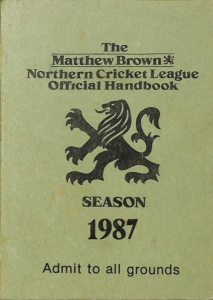 The
Matthew Brown
Northern Cricket League
Official Handbook
SEASON
1987
Admit to all grounds